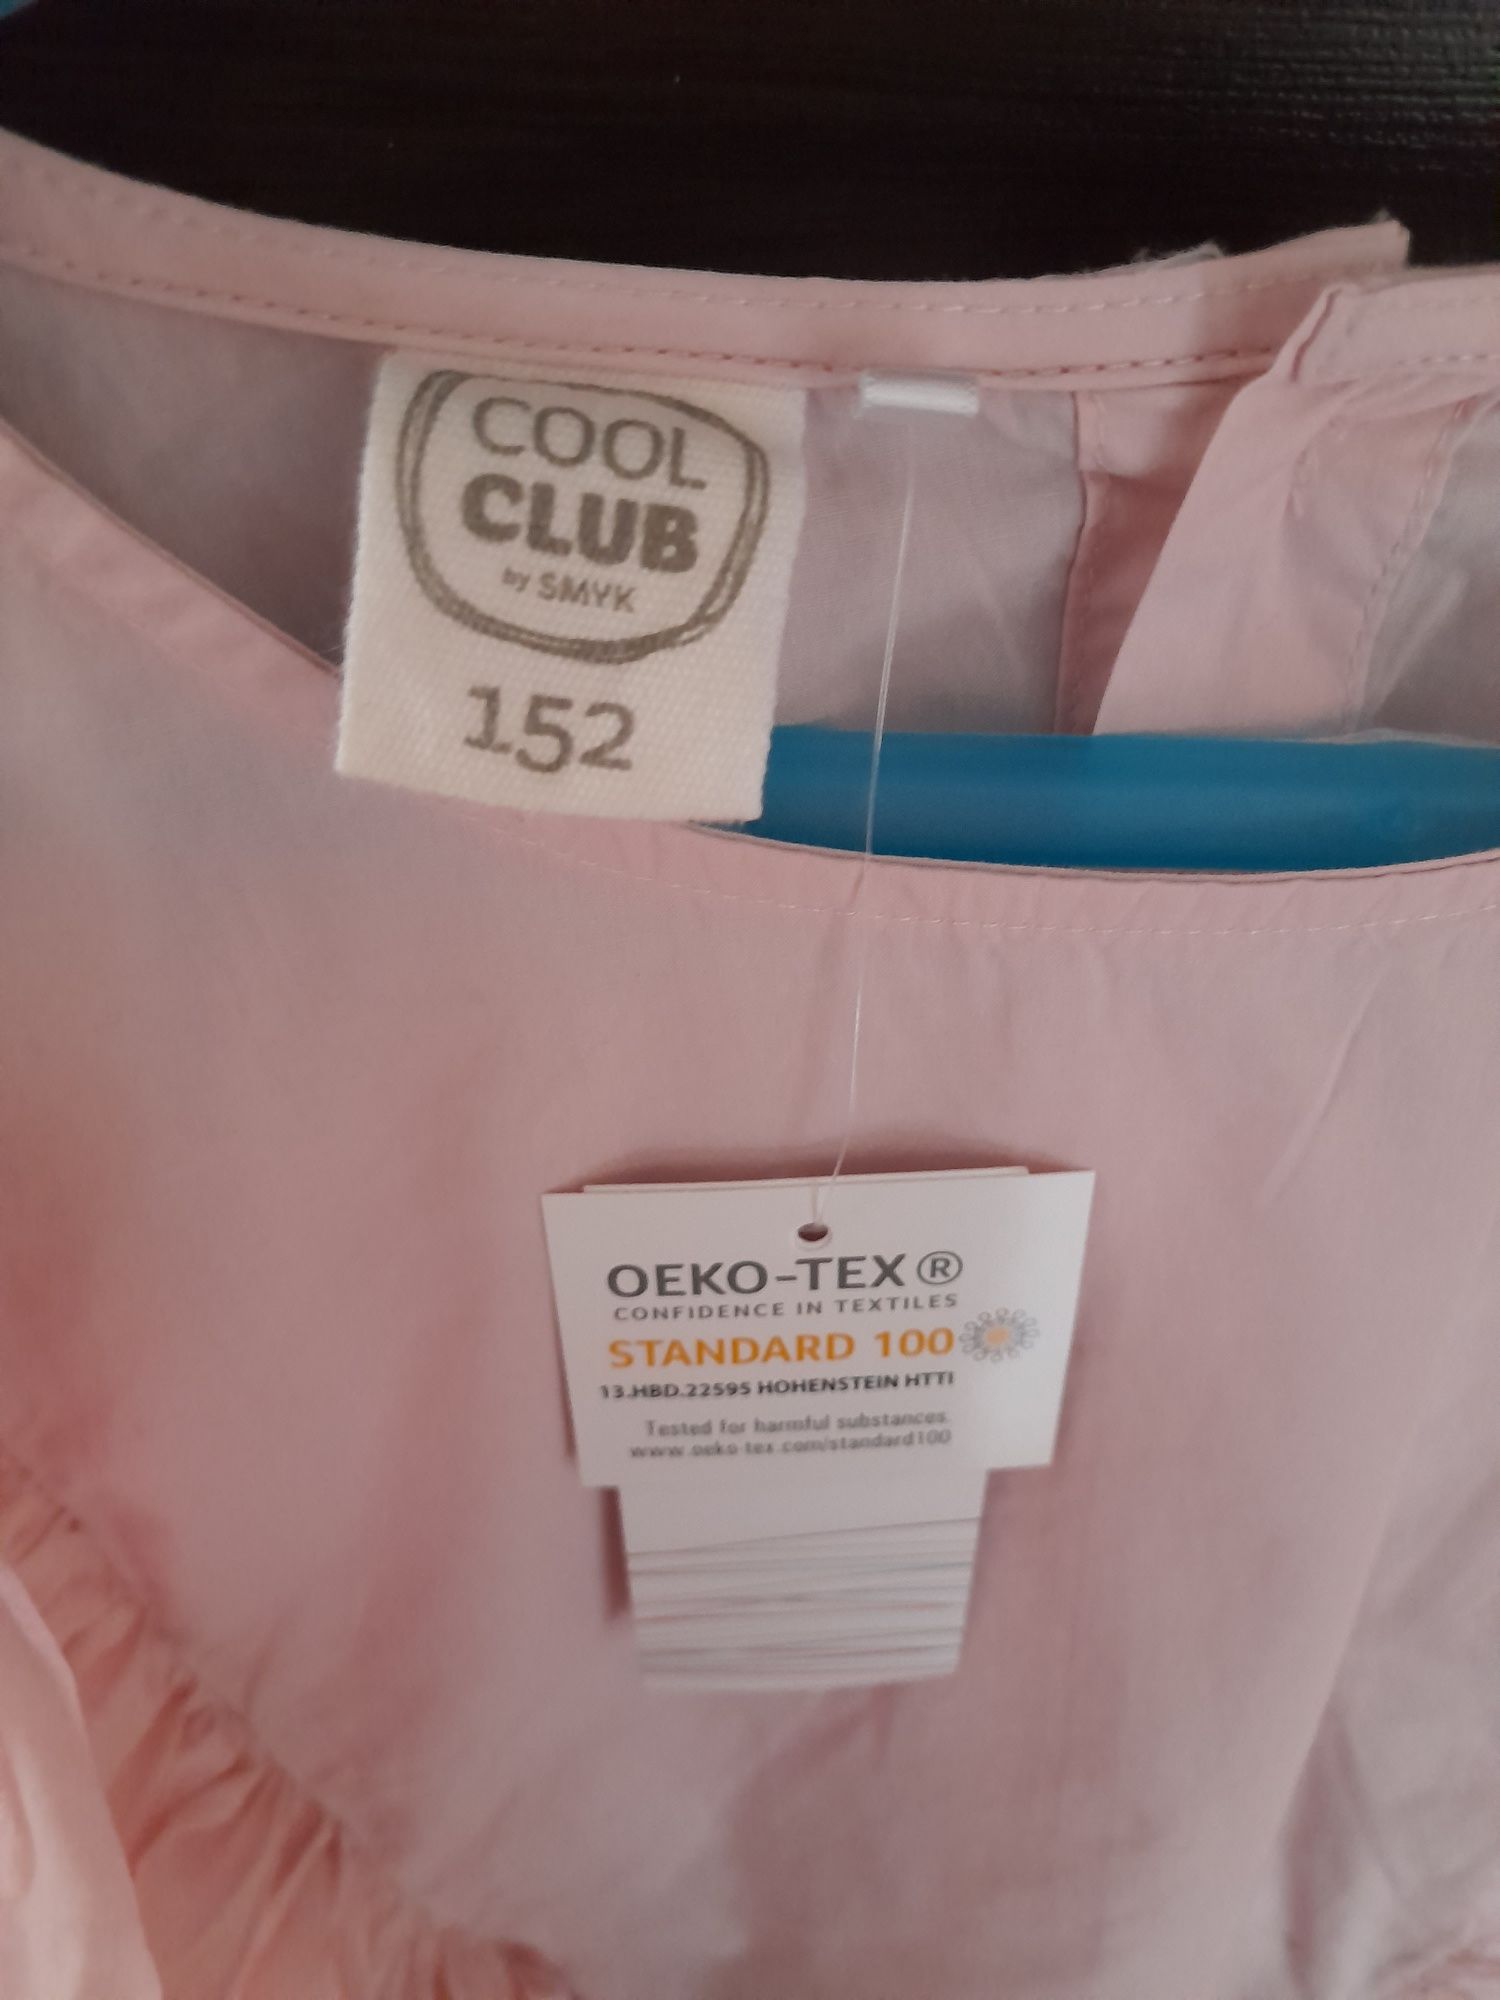 COOL
CLUB
by SMYK
152
OEKO-TEX®
CONFIDENCE IN TEXTILES
STANDARD 100
13.HBD.22595 HOHENSTEIN HTTI
Tested for harmful substances.
www.oeko-tex.com/standard100